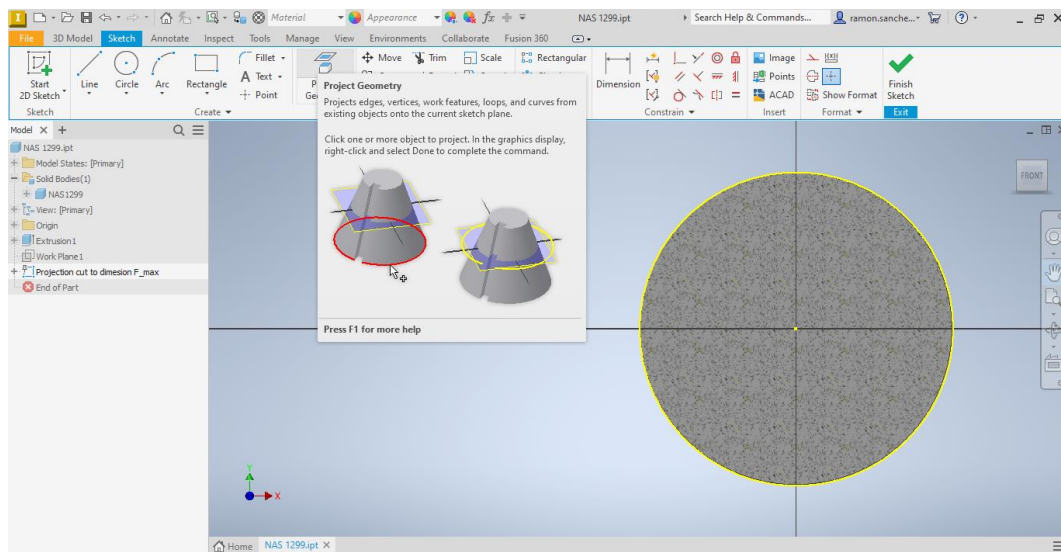 Material
Appearance
fx
NAS 1299.ipt
Search Help & Commands...
ramon.sanche...
File
3D Model
Sketch
Annotate
Inspect
Tools
Manage
View
Environments
Collaborate
Fusion 360
Start
2D Sketch
Line
Circle
Arc
Rectangle
Fillet
Text
Point
Move
Trim
Scale
Rectangular
Dimension
Image
Points
ACAD
Show Format
Finish
Sketch
Sketch
Create
Constrain
Insert
Format
Exit
Project Geometry
Projects edges, vertices, work features, loops, and curves from
existing objects onto the current sketch plane.
Click one or more object to project. In the graphics display,
right-click and select Done to complete the command.
Press F1 for more help
Model
NAS 1299.ipt
Model States: [Primary]
Solid Bodies(1)
NAS1299
View: [Primary]
Origin
Extrusion1
Work Plane1
Projection cut to dimesion F_max
End of Part
FRONT
Y
X
Home
NAS 1299.ipt